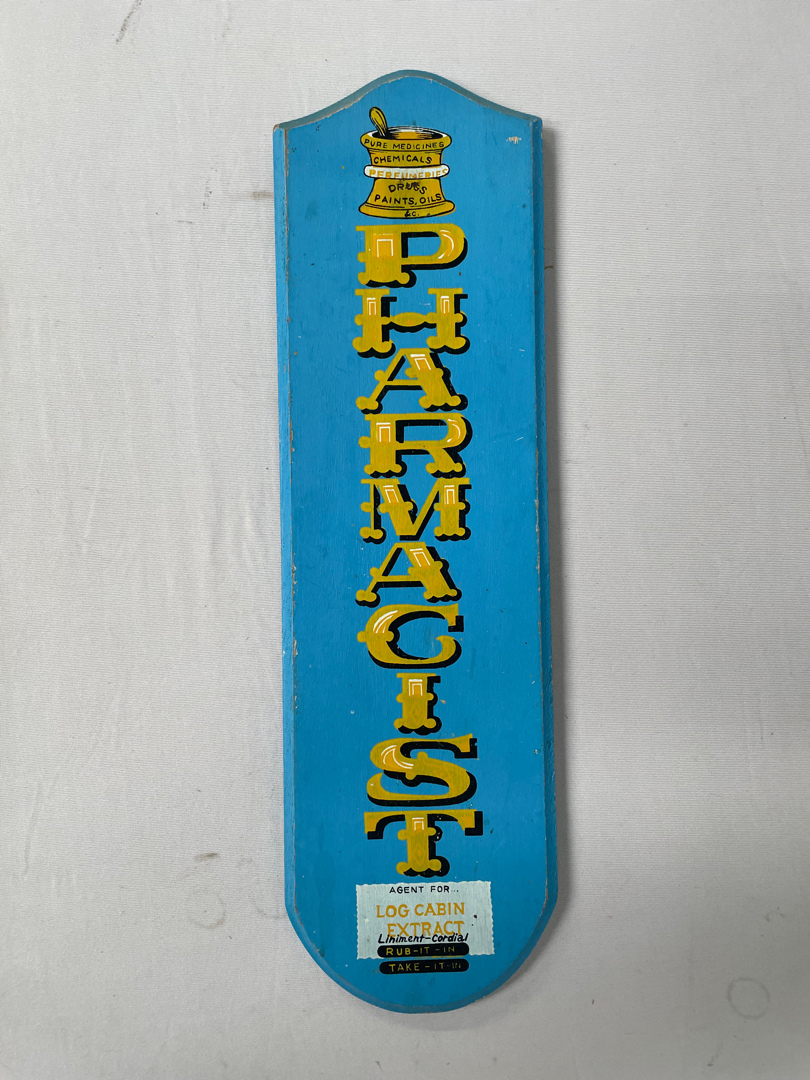 PURE MEDICINES
CHEMICALS
PERFUMERIES
DRUGS
PAINTS, OILS
&C.
PHARMACIST
AGENT FOR...
LOG CABIN
EXTRACT
Liniment-Cordial
RUB-IT-IN
TAKE-IT-IN